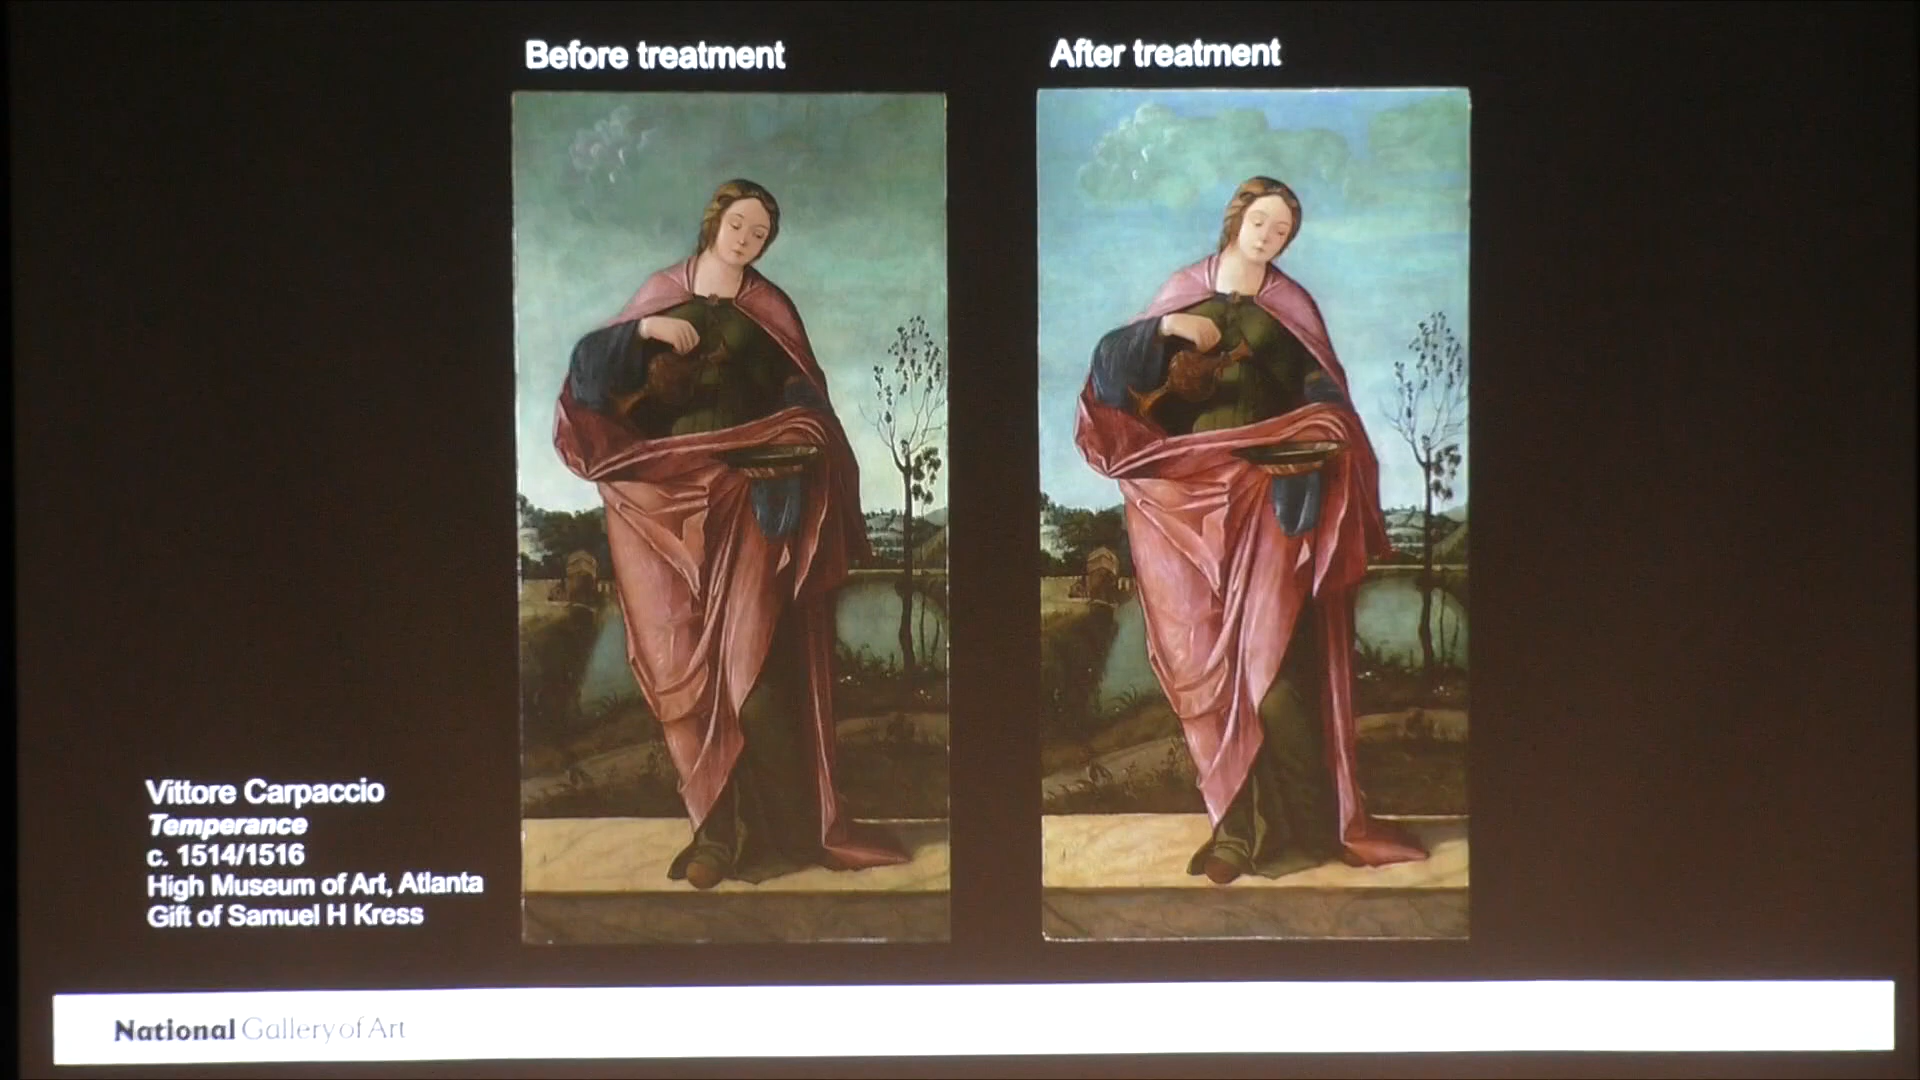 Before treatment
After treatment
Vittore Carpaccio
Temperance
c. 1514/1516
High Museum of Art, Atlanta
Gift of Samuel H Kress
National Gallery of Art